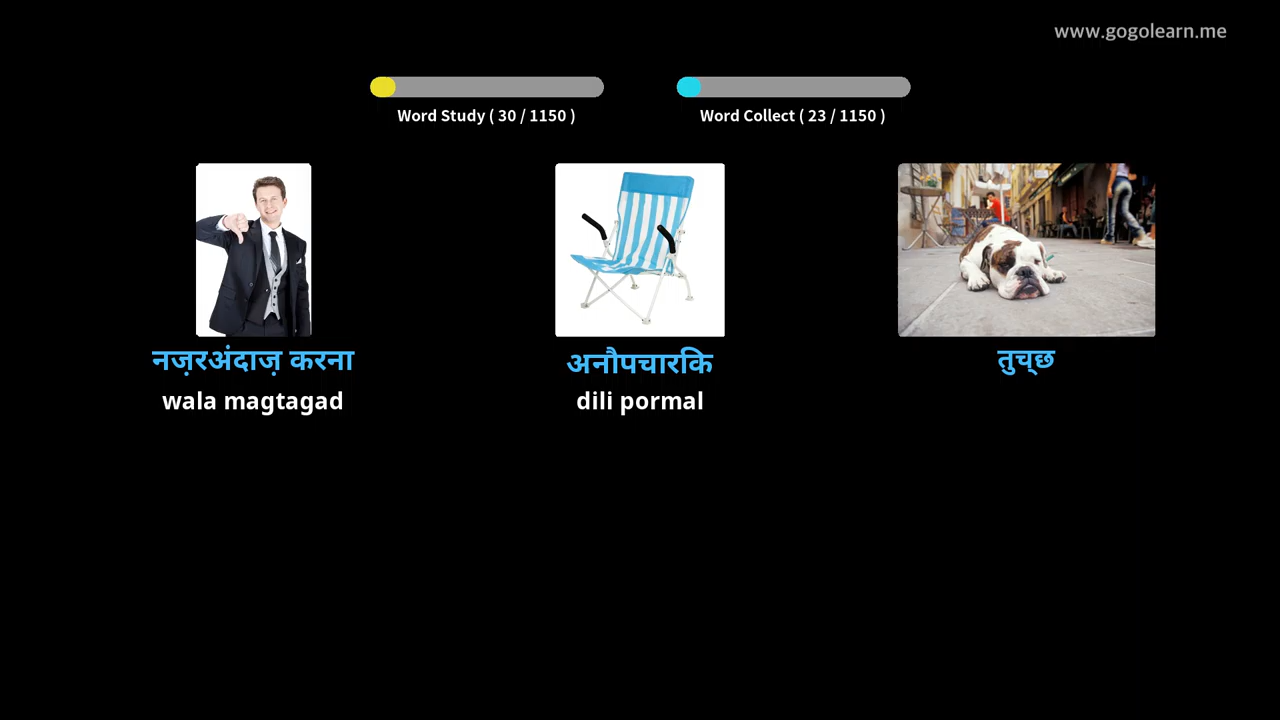 www.gogolearn.me
Word Study ( 30 / 1150 )
Word Collect ( 23 / 1150 )
नज़रअंदाज़ करना
अनौपचारकि
तुच्छ
wala magtagad
dili pormal